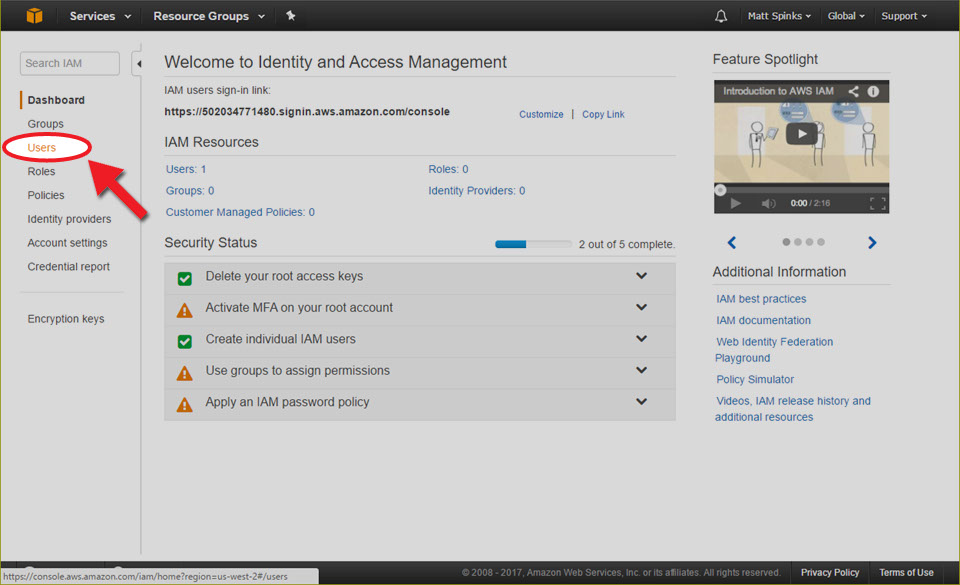 Services
Resource Groups
Matt Spinks
Global
Support
Search IAM
Dashboard
Groups
Users
Roles
Policies
Identity providers
Account settings
Credential report
Encryption keys
Welcome to Identity and Access Management
IAM users sign-in link:
https://502034771480.signin.aws.amazon.com/console
Customize | Copy Link
IAM Resources
Users: 1
Roles: 0
Groups: 0
Identity Providers: 0
Customer Managed Policies: 0
Security Status
2 out of 5 complete.
Delete your root access keys
Activate MFA on your root account
Create individual IAM users
Use groups to assign permissions
Apply an IAM password policy
Feature Spotlight
Introduction to AWS IAM
0:00 / 2:16
Additional Information
IAM best practices
IAM documentation
Web Identity Federation
Playground
Policy Simulator
Videos, IAM release history and
additional resources
https://console.aws.amazon.com/iam/home?region=us-west-2#/users
© 2008 - 2017, Amazon Web Services, Inc. or its affiliates. All rights reserved.
Privacy Policy
Terms of Use